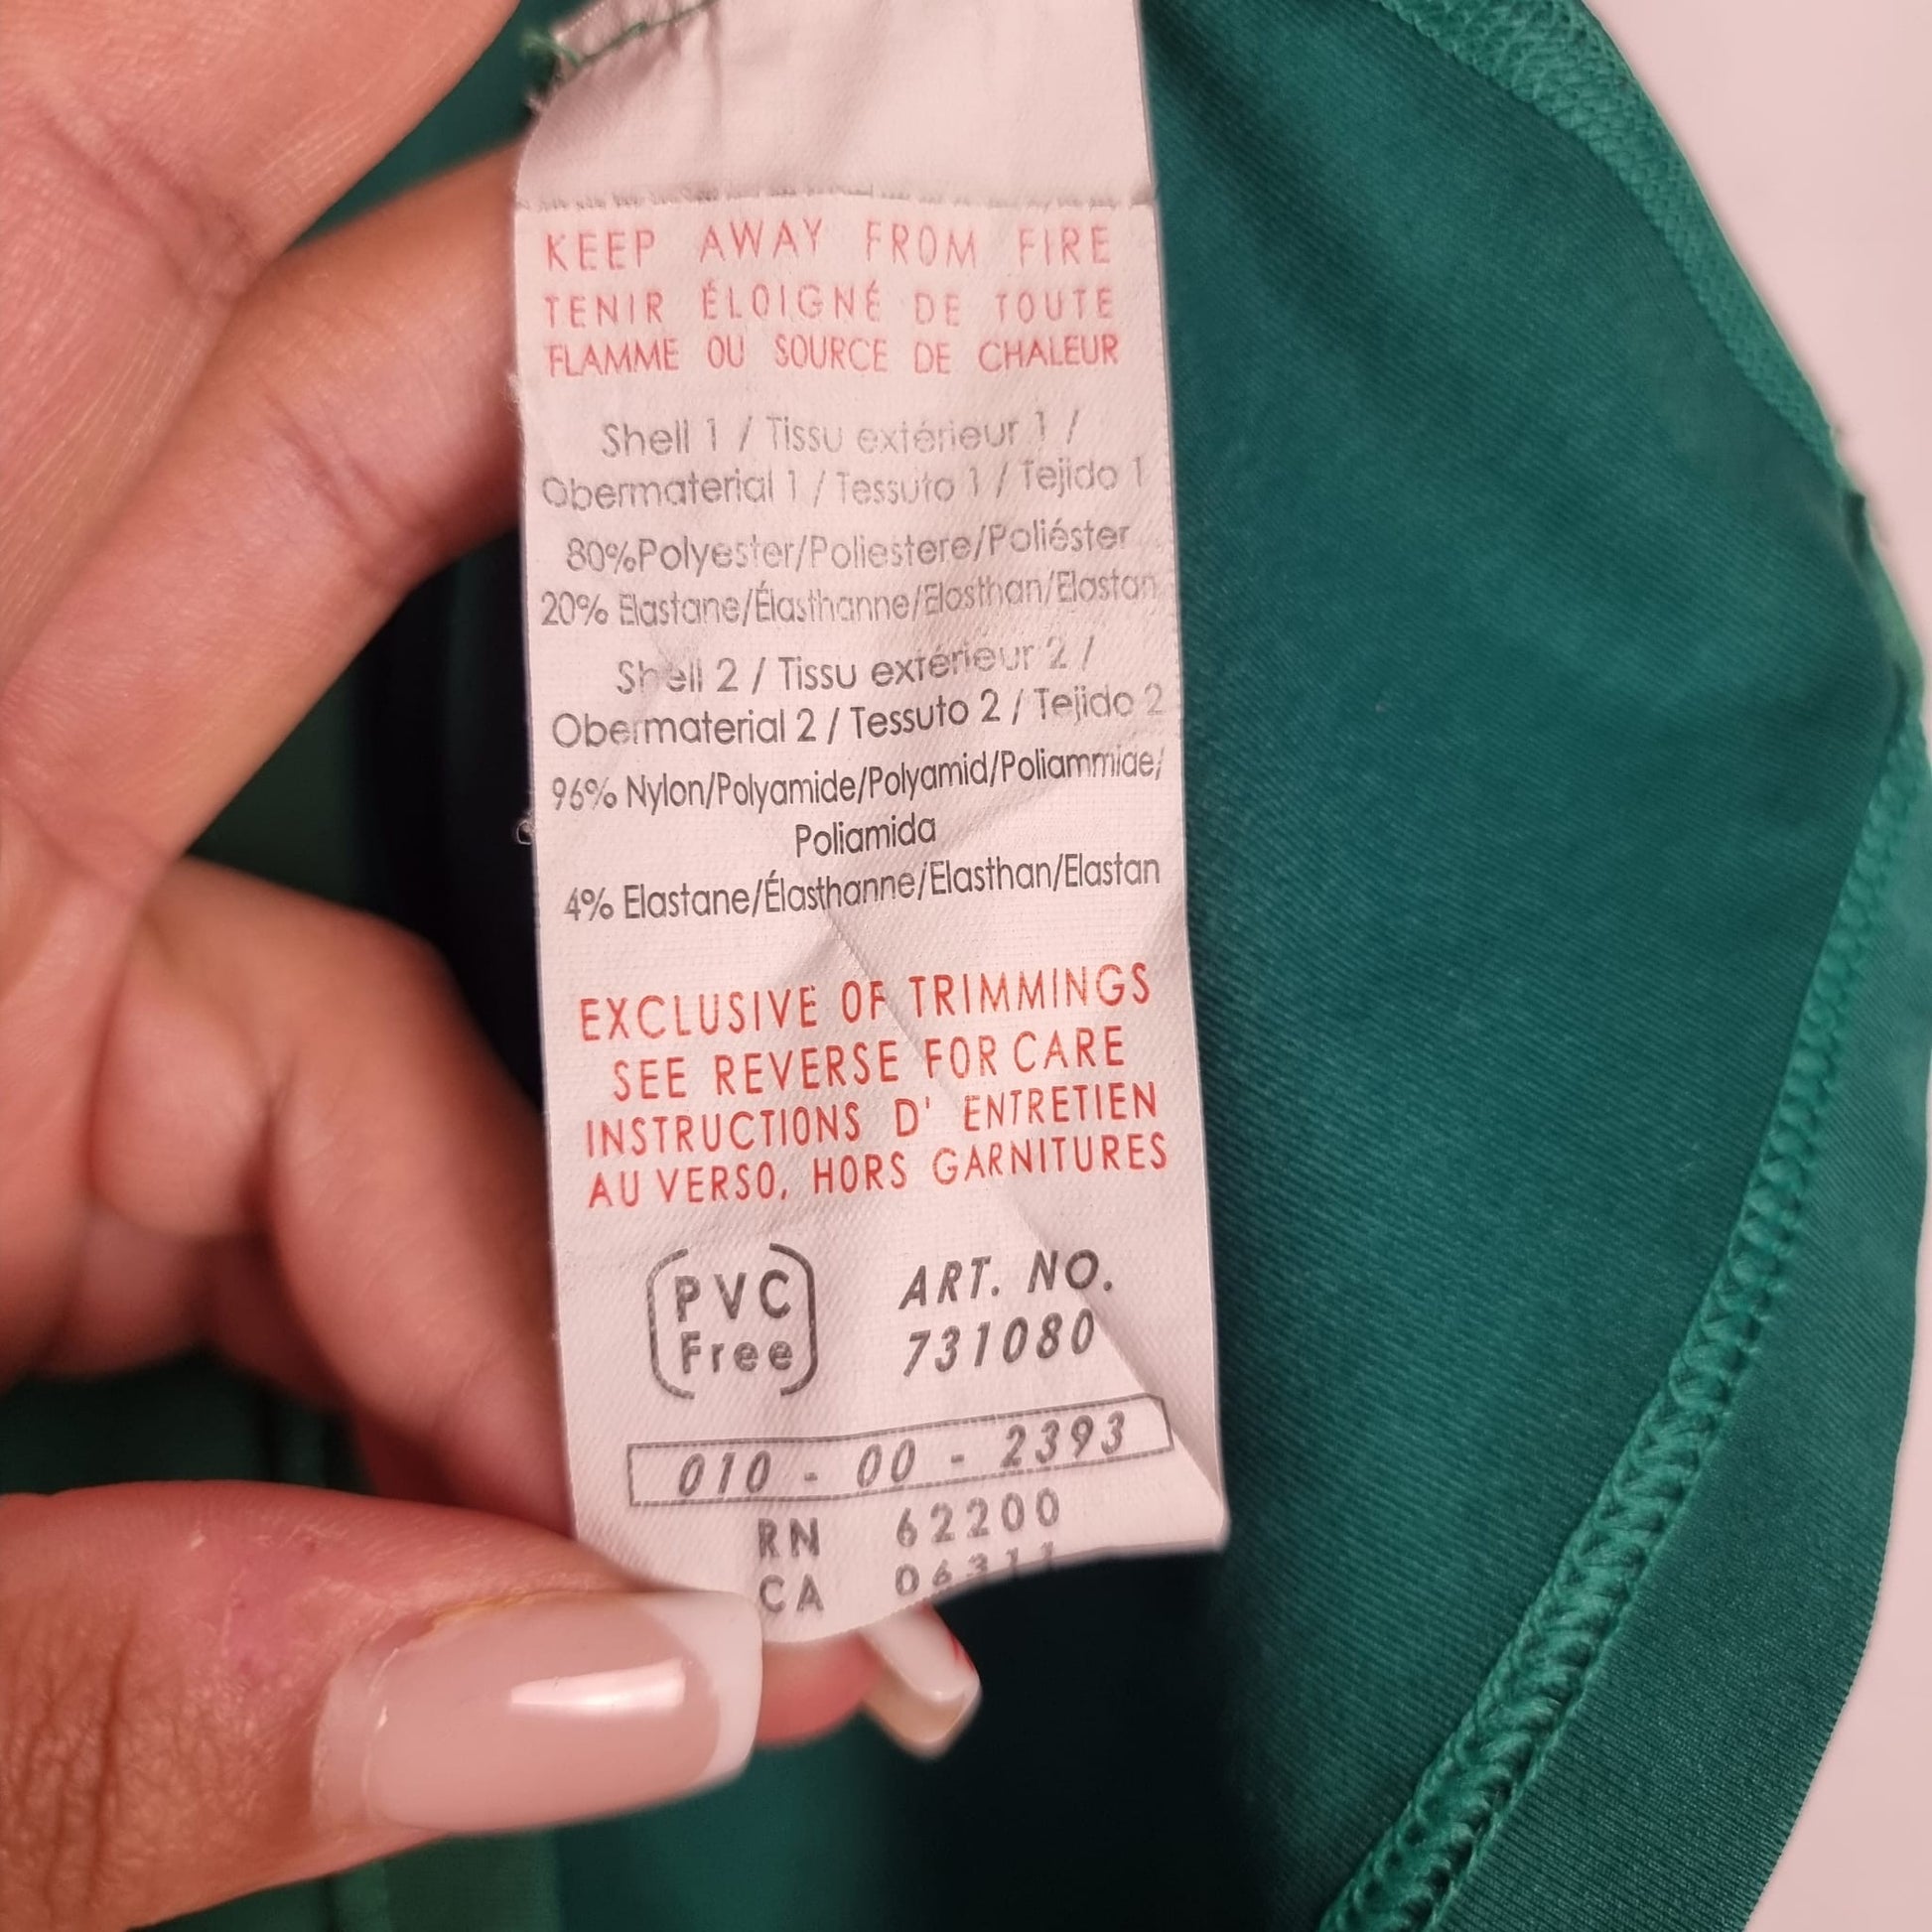 KEEP AWAY FROM FIRE
TENIR ÉLOIGNÉ DE TOUTE
FLAMME OU SOURCE DE CHALEUR
Shell 1 / Tissu extérieur 1 /
Obermaterial 1 / Tessuto 1 / Tejido 1
80%Polyester/Poliestere/Poliéster
20% Elastane/Élasthanne/Elasthan/Elastan
Shell 2 / Tissu extérieur 2 /
Obermaterial 2 / Tessuto 2 / Tejido 2
96% Nylon/Polyamide/Polyamid/Poliammide/
Poliamida
4% Elastane/Élasthanne/Elasthan/Elastan
EXCLUSIVE OF TRIMMINGS
SEE REVERSE FOR CARE
INSTRUCTIONS D' ENTRETIEN
AU VERSO, HORS GARNITURES
PVC
Free
ART. NO.
731080
010 - 00 - 2393
RN 62200
CA 06311